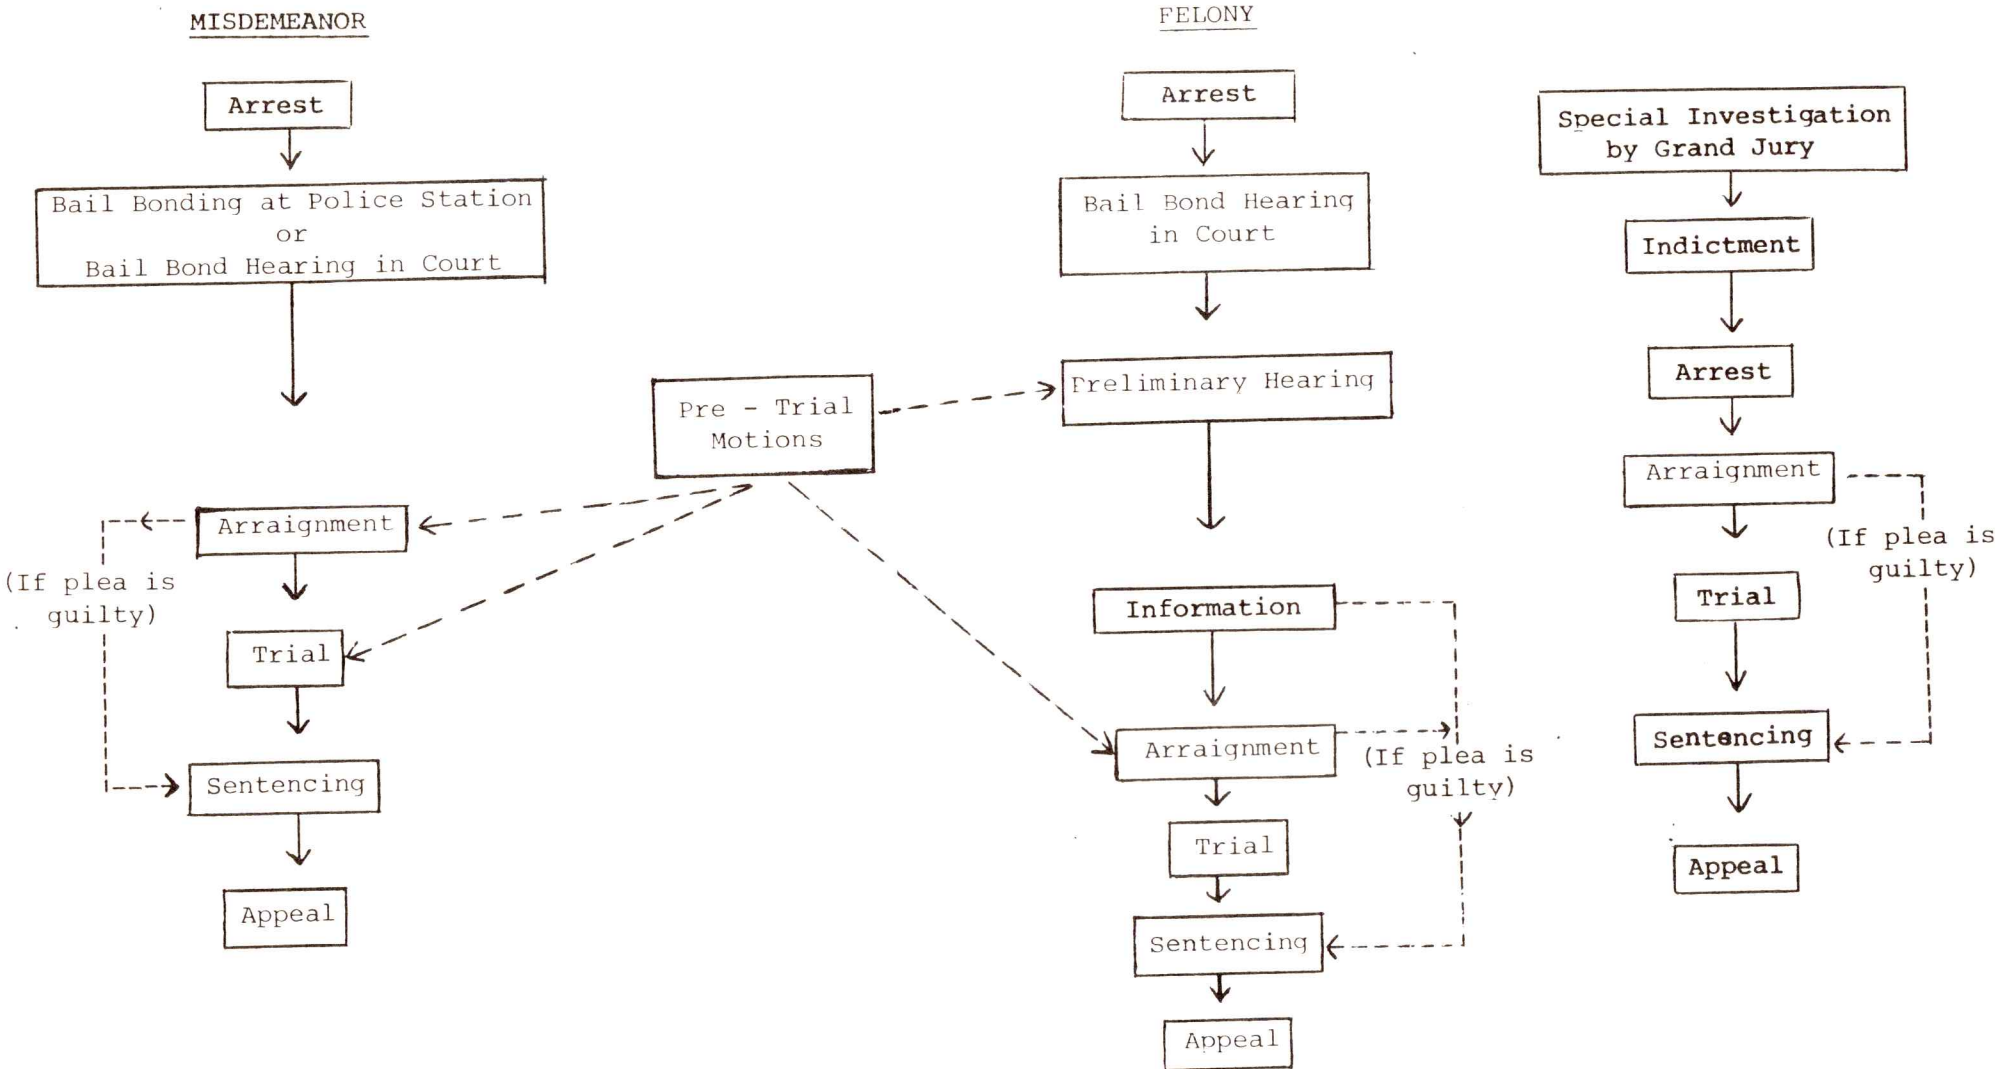 MISDEMEANOR
Arrest
Bail Bonding at Police Station
or
Bail Bond Hearing in Court
Arraignment
(If plea is
guilty)
Trial
Sentencing
Appeal
Pre - Trial
Motions
FELONY
Arrest
Bail Bond Hearing
in Court
Preliminary Hearing
Information
Arraignment
(If plea is
guilty)
Trial
Sentencing
Appeal
Special Investigation
by Grand Jury
Indictment
Arrest
Arraignment
(If plea is
guilty)
Trial
Sentencing
Appeal